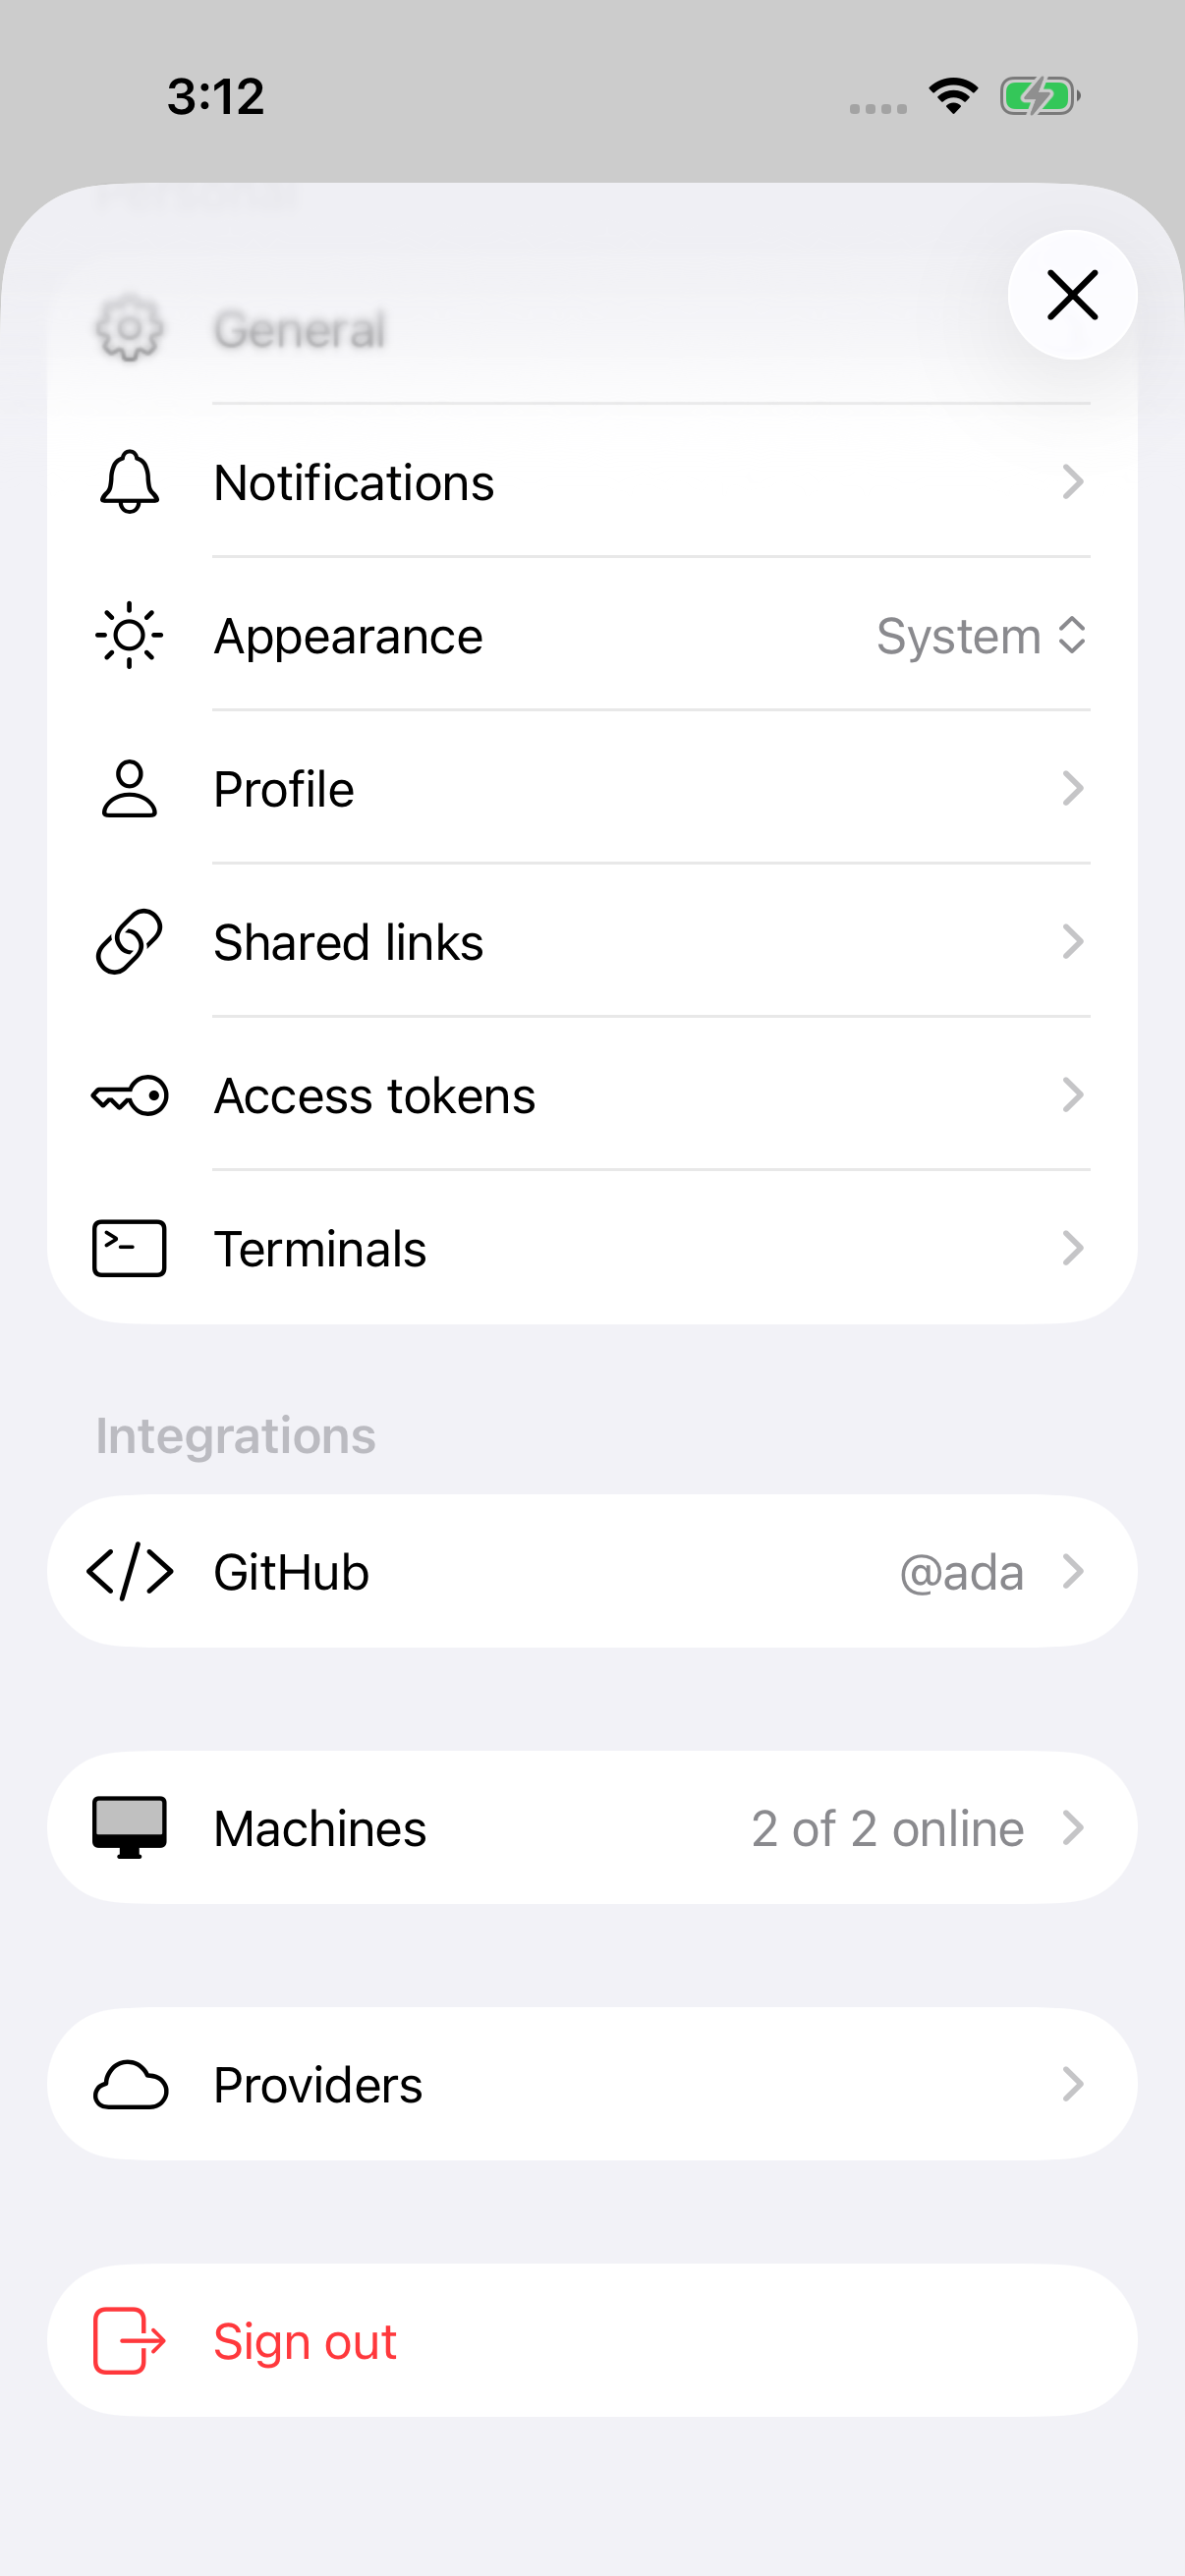 3:12
General
Notifications
Appearance System
Profile
Shared links
Access tokens
>_ Terminals
Integrations
</> GitHub @ada
Machines 2 of 2 online
Providers
Sign out